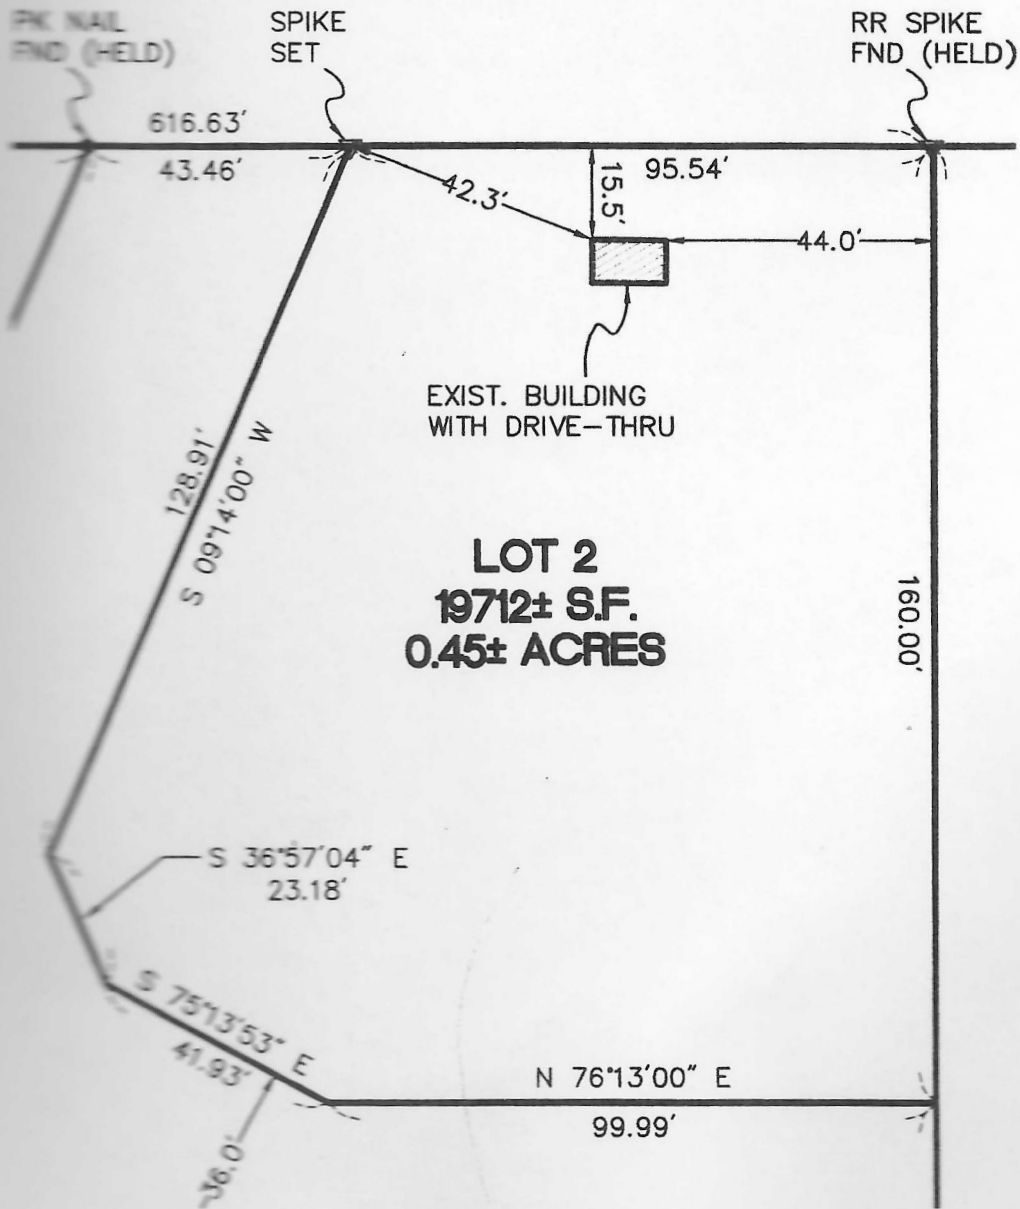 PK NAIL
FND (HELD)
SPIKE
SET
RR SPIKE
FND (HELD)
616.63'
43.46'
42.3'
15.5'
95.54'
44.0'
EXIST. BUILDING
WITH DRIVE-THRU
128.91'
S 09°14'00" W
LOT 2
19712± S.F.
0.45± ACRES
160.00'
S 36°57'04" E
23.18'
S 75°13'53" E
41.93'
36.0'
N 76°13'00" E
99.99'